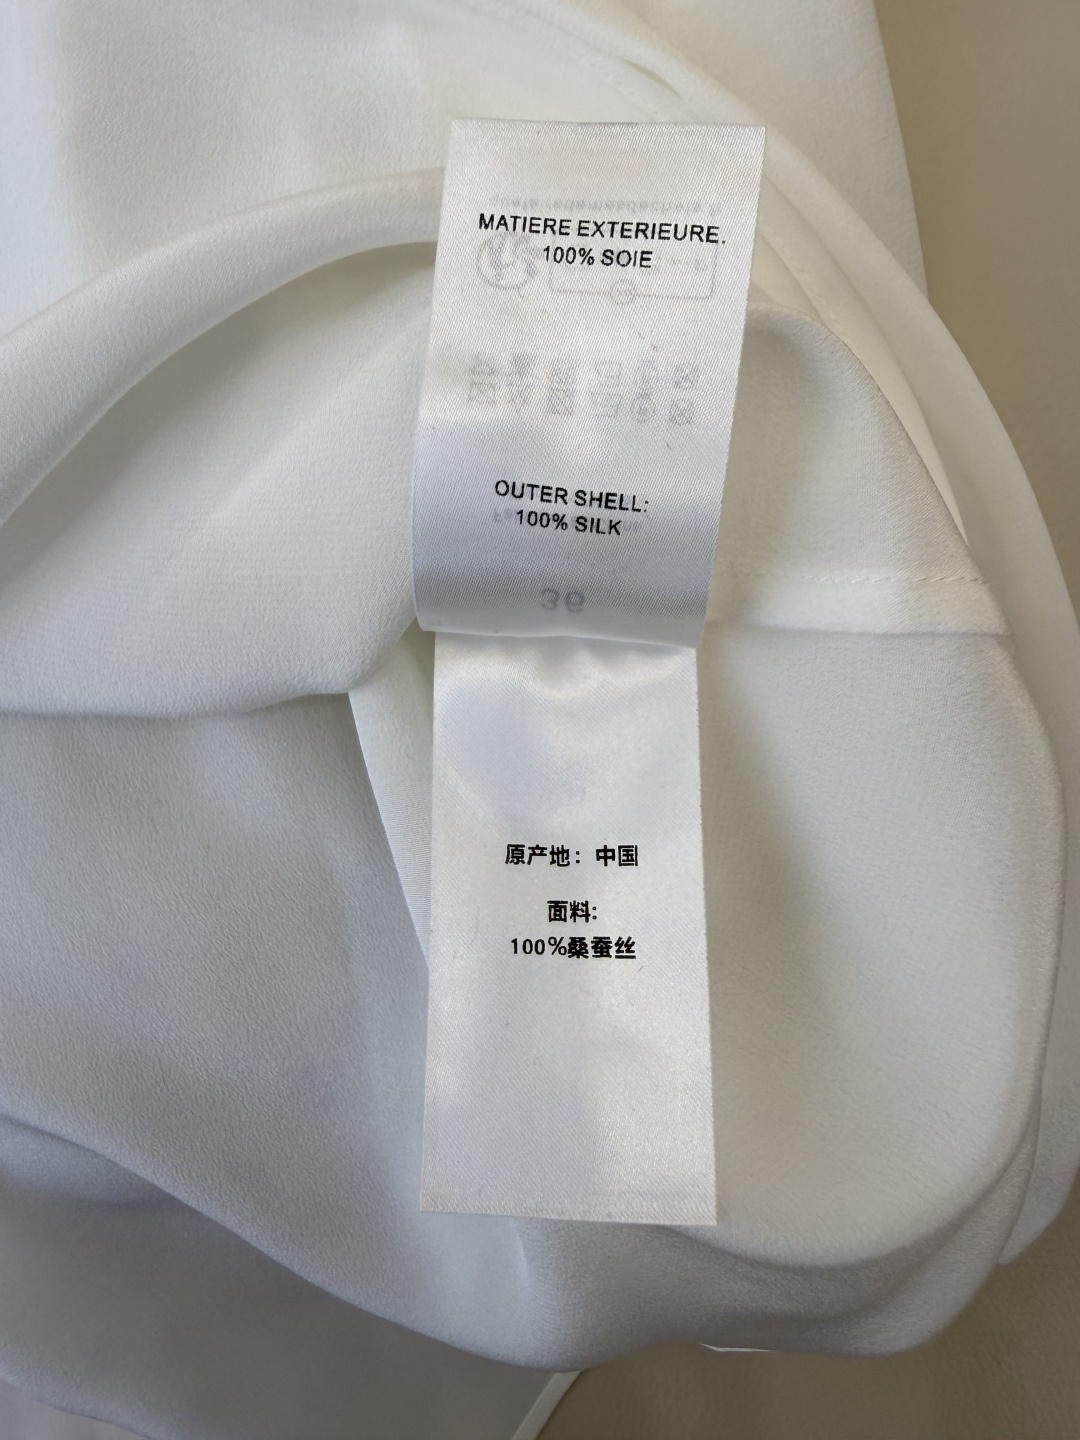 MATIERE EXTERIEURE.
100% SOIE
OUTER SHELL:
100% SILK
36
原产地：中国
面料:
100%桑蚕丝